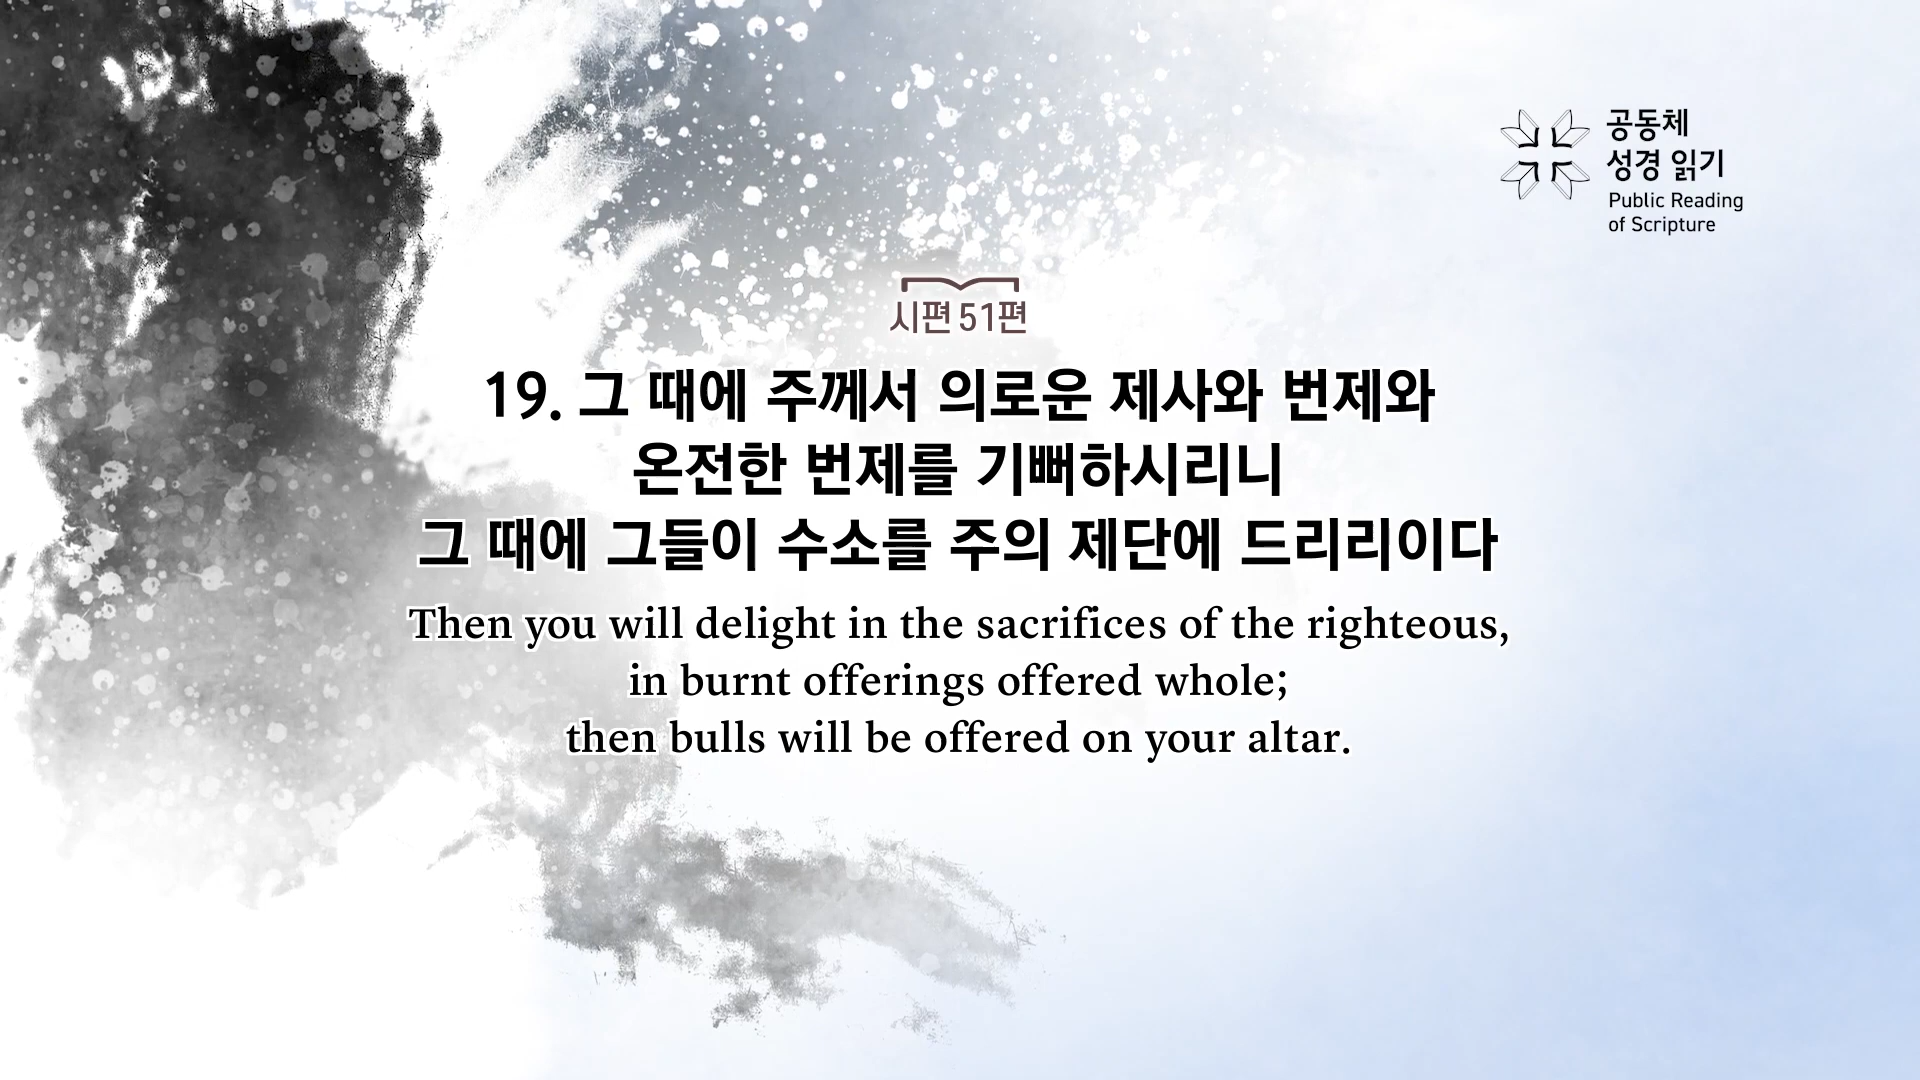 공동체
성경 읽기
Public Reading
of Scripture
시편 51편
19. 그 때에 주께서 의로운 제사와 번제와
온전한 번제를 기뻐하시리니
그 때에 그들이 수소를 주의 제단에 드리리이다
Then you will delight in the sacrifices of the righteous,
in burnt offerings offered whole;
then bulls will be offered on your altar.